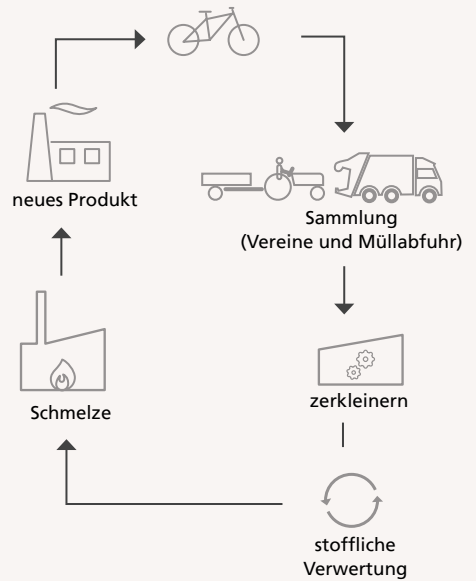 neues Produkt
Sammlung
(Vereine und Müllabfuhr)
zerkleinern
Schmelze
stoffliche
Verwertung